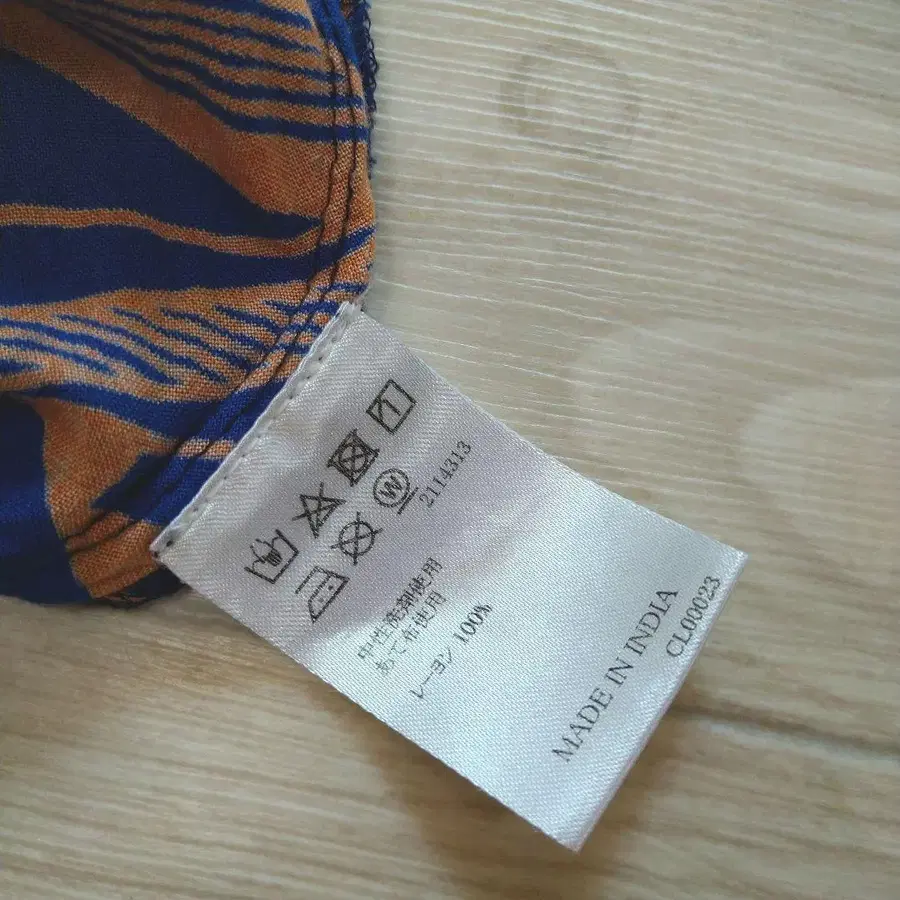 W
2114313
中性洗剤使用
あて布使用
レーヨン 100%
MADE IN INDIA
CL00023